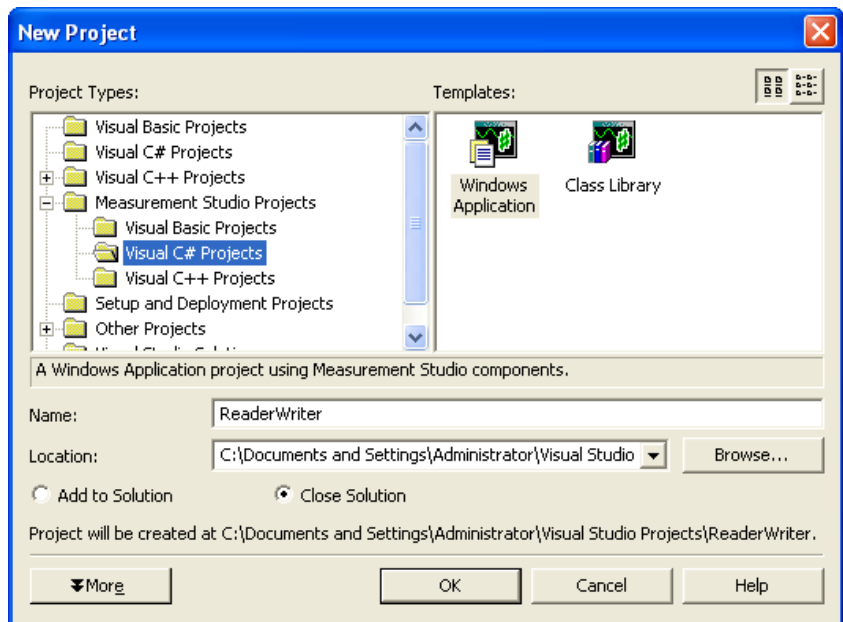 New Project
Project Types:
Templates:
Visual Basic Projects
Visual C# Projects
Visual C++ Projects
Measurement Studio Projects
Visual Basic Projects
Visual C# Projects
Visual C++ Projects
Setup and Deployment Projects
Other Projects
Windows
Application
Class Library
A Windows Application project using Measurement Studio components.
Name:
ReaderWriter
Location:
C:\Documents and Settings\Administrator\Visual Studio
Browse...
Add to Solution
Close Solution
Project will be created at C:\Documents and Settings\Administrator\Visual Studio Projects\ReaderWriter.
More
OK
Cancel
Help